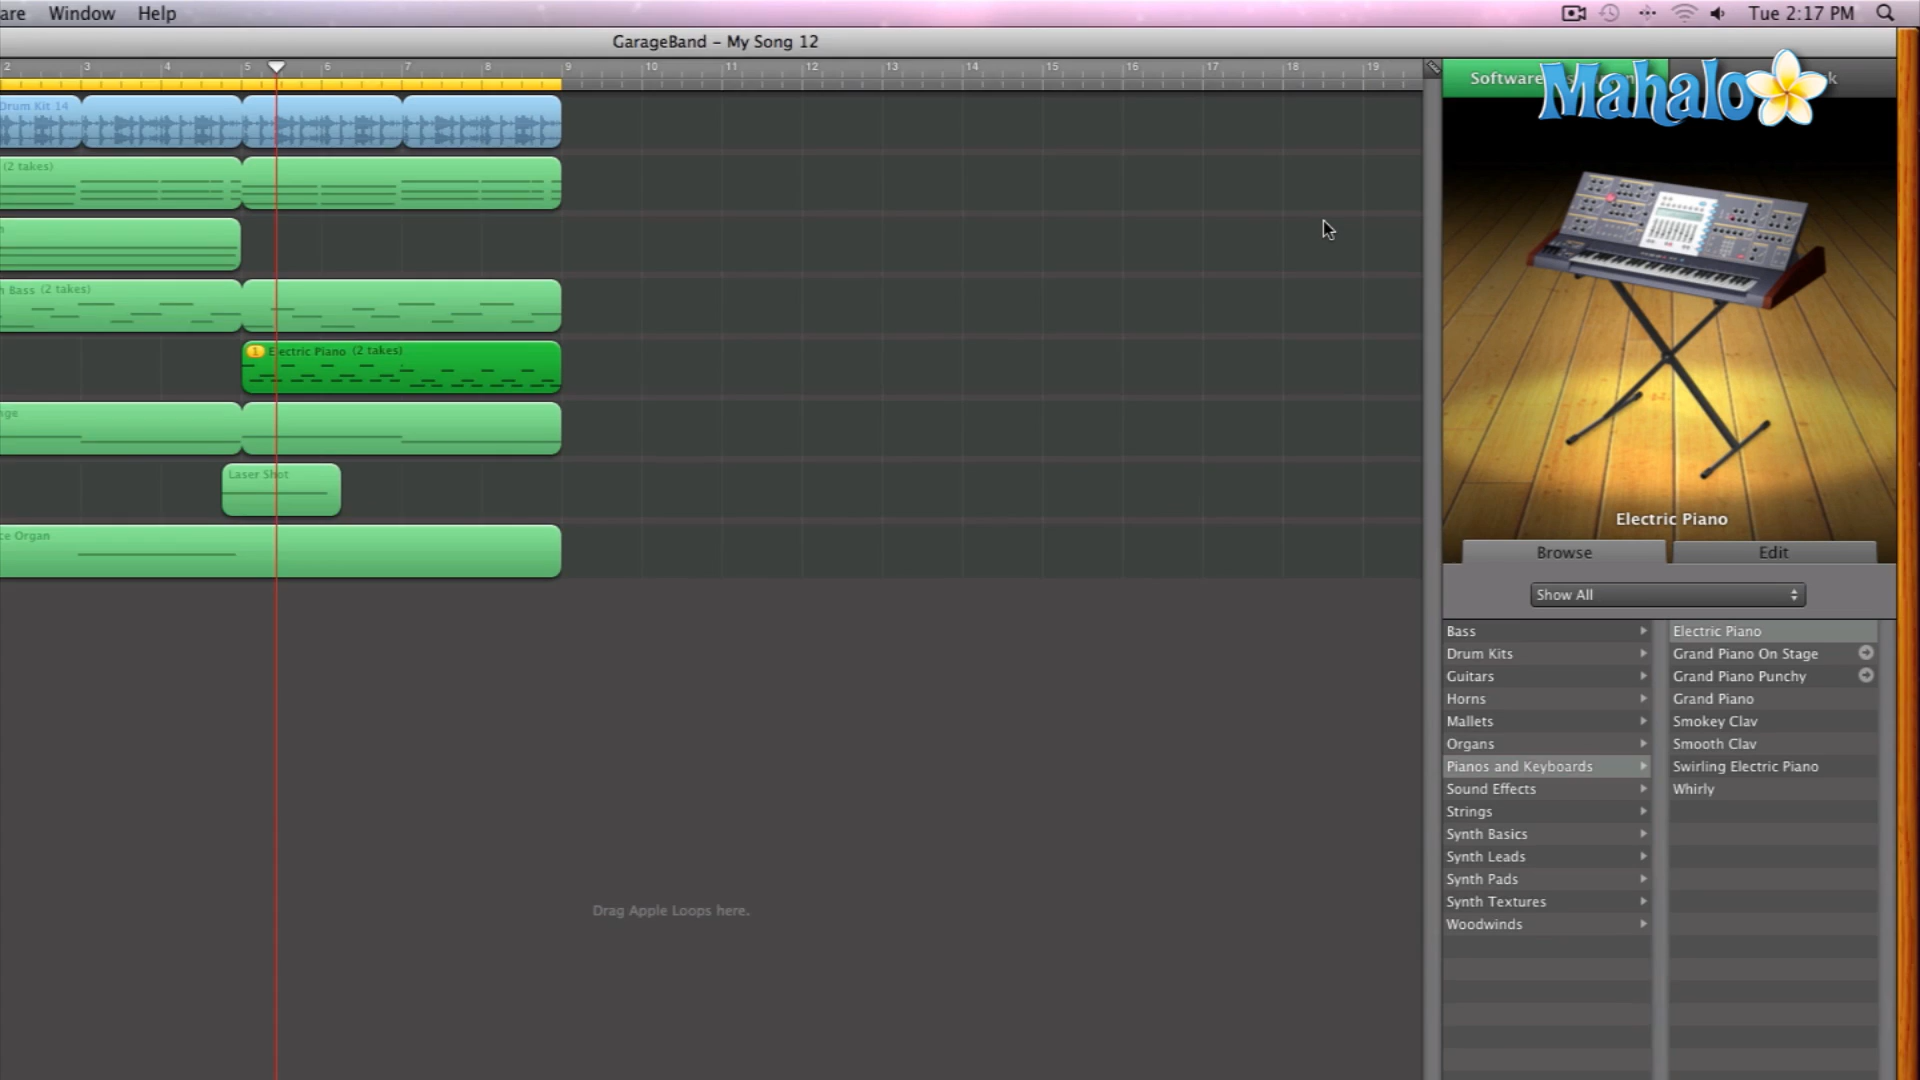 are Window Help
Tue 2:17 PM
GarageBand – My Song 12
2 3 4 5 6 7 8 9 10 11 12 13 14 15 16 17 18 19
Software
Mahalo
k
Drum Kit 14
(2 takes)
h Bass (2 takes)
1 Electric Piano (2 takes)
nge
Laser Shot
ce Organ
Drag Apple Loops here.
Electric Piano
Browse Edit
Show All
Bass
Drum Kits
Guitars
Horns
Mallets
Organs
Pianos and Keyboards
Sound Effects
Strings
Synth Basics
Synth Leads
Synth Pads
Synth Textures
Woodwinds
Electric Piano
Grand Piano On Stage
Grand Piano Punchy
Grand Piano
Smokey Clav
Smooth Clav
Swirling Electric Piano
Whirly